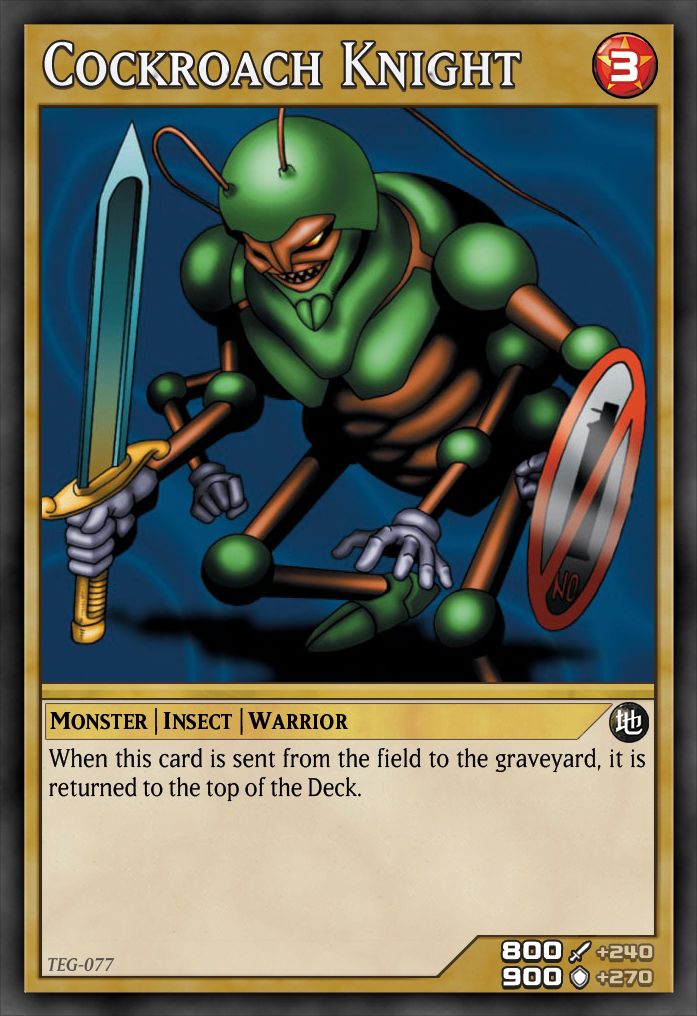 Cockroach Knight
3
NO
Monster | Insect | Warrior
When this card is sent from the field to the graveyard, it is
returned to the top of the Deck.
TEG-077
800 +240
900 +270